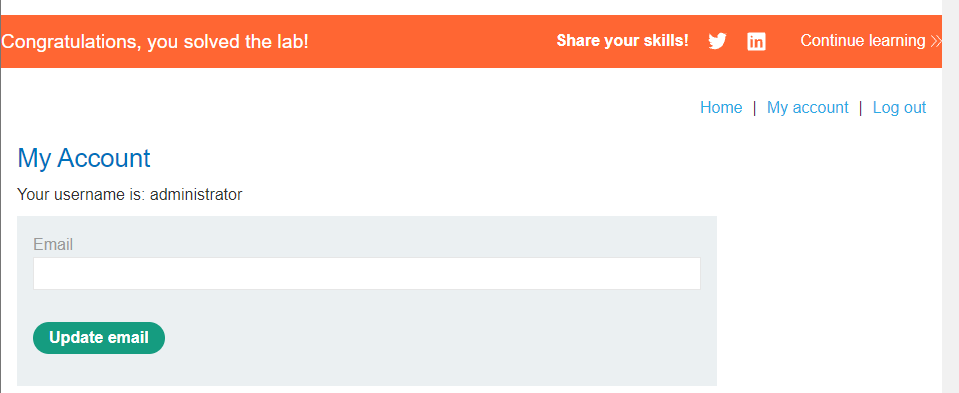 Congratulations, you solved the lab! Share your skills! Continue learning
Home | My account | Log out
My Account
Your username is: administrator
Email
Update email